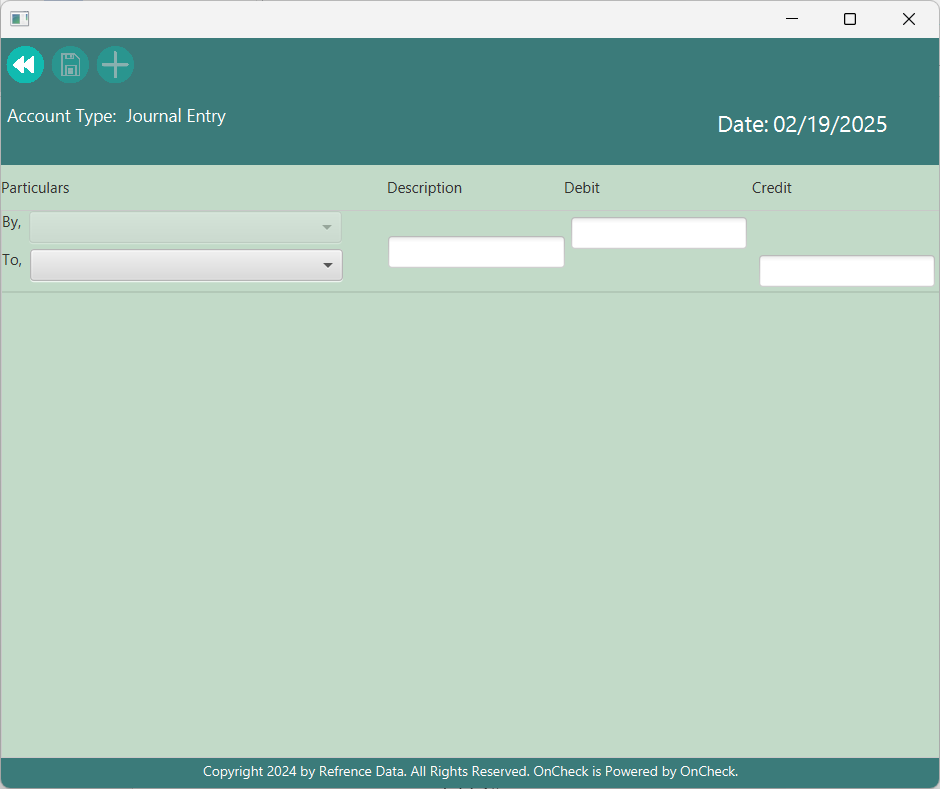 Account Type: Journal Entry
Date: 02/19/2025
Particulars Description Debit Credit
By,
To,
Copyright 2024 by Refrence Data. All Rights Reserved. OnCheck is Powered by OnCheck.